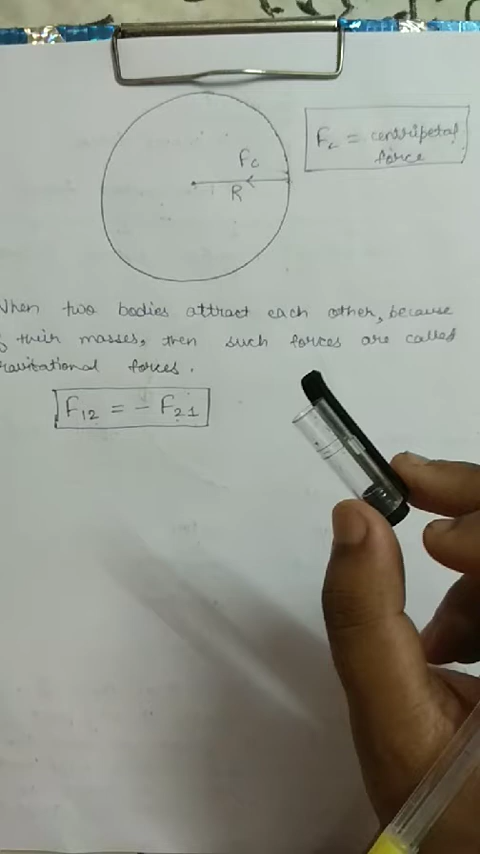 Fc = centripetal
force
Fc
R
When two bodies attract each other, because
their masses, then such forces are called
gravitational forces.
F12 = - F21